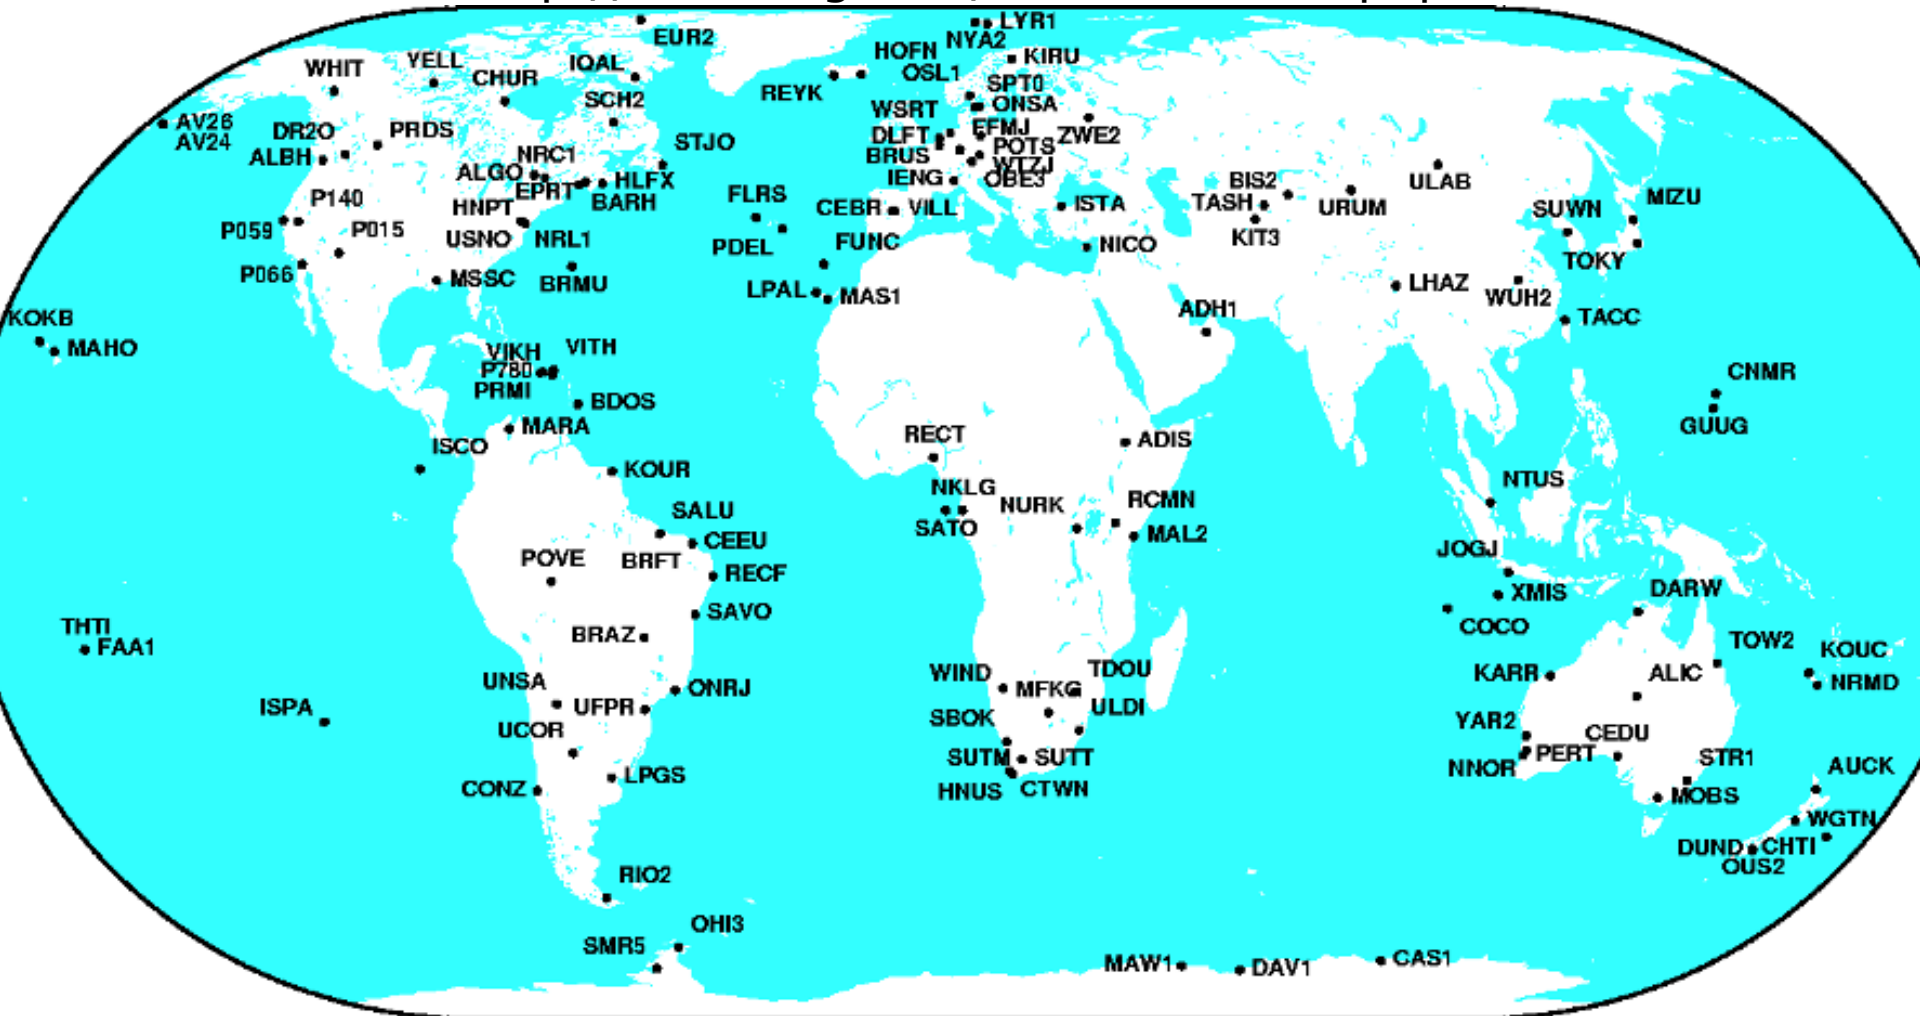 LYR1
EUR2
NYA2
HOFN
KIRU
WHIT
YELL
IQAL
CHUR
OSL1
REYK
SPT0
SCH2
WSRT
ONSA
AV26
AV24
DR2O
PRDS
STJO
DLFT
EFMJ
ZWE2
POTS
ALBH
NRC1
BRUS
WTZJ
ALGO
EPRT
HLFX
IENG
OBE3
BIS2
ULAB
P140
HNPT
BARH
FLRS
CEBR
VILL
ISTA
TASH
URUM
SUWN
MIZU
P059
P015
USNO
NRL1
PDEL
FUNC
NICO
KIT3
TOKY
P066
MSSC
BRMU
LPAL
MAS1
LHAZ
WUH2
ADH1
TACC
KOKB
MAHO
VIKH
VITH
P780
PRMI
CNMR
BDOS
GUUG
MARA
ISCO
RECT
ADIS
KOUR
NTUS
NKLG
NURK
RCMN
SALU
SATO
MAL2
CEEU
JOGJ
POVE
BRFT
RECF
XMIS
DARW
SAVO
COCO
THTI
FAA1
BRAZ
TOW2
KOUC
UNSA
ONRJ
WIND
MFKG
TDOU
KARR
ALIC
NRMD
ISPA
UFPR
SBOK
ULDI
YAR2
UCOR
CEDU
SUTM
SUTT
NNOR
PERT
STR1
AUCK
CONZ
LPGS
HNUS
CTWN
MOBS
WGTN
DUND
CHTI
OUS2
RIO2
OHI3
SMR5
MAW1
DAV1
CAS1